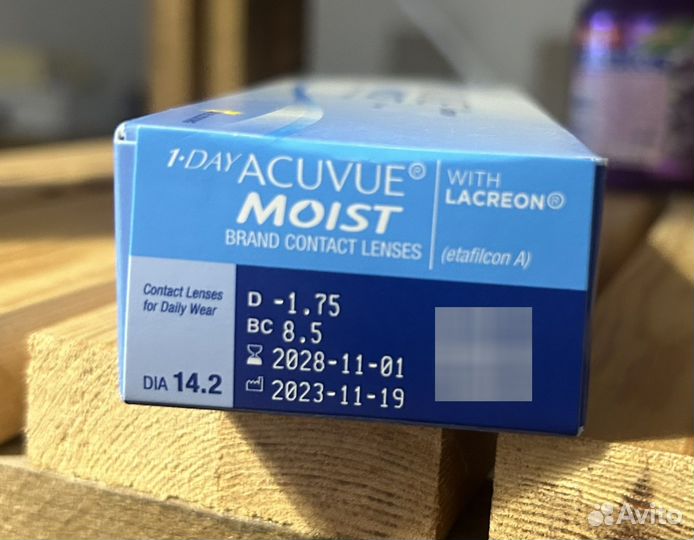 1·DAY ACUVUE®
MOIST
BRAND CONTACT LENSES
WITH
LACREON®
(etafilcon A)
Contact Lenses
for Daily Wear
DIA 14.2
D -1.75
BC 8.5
2028-11-01
2023-11-19
Avito